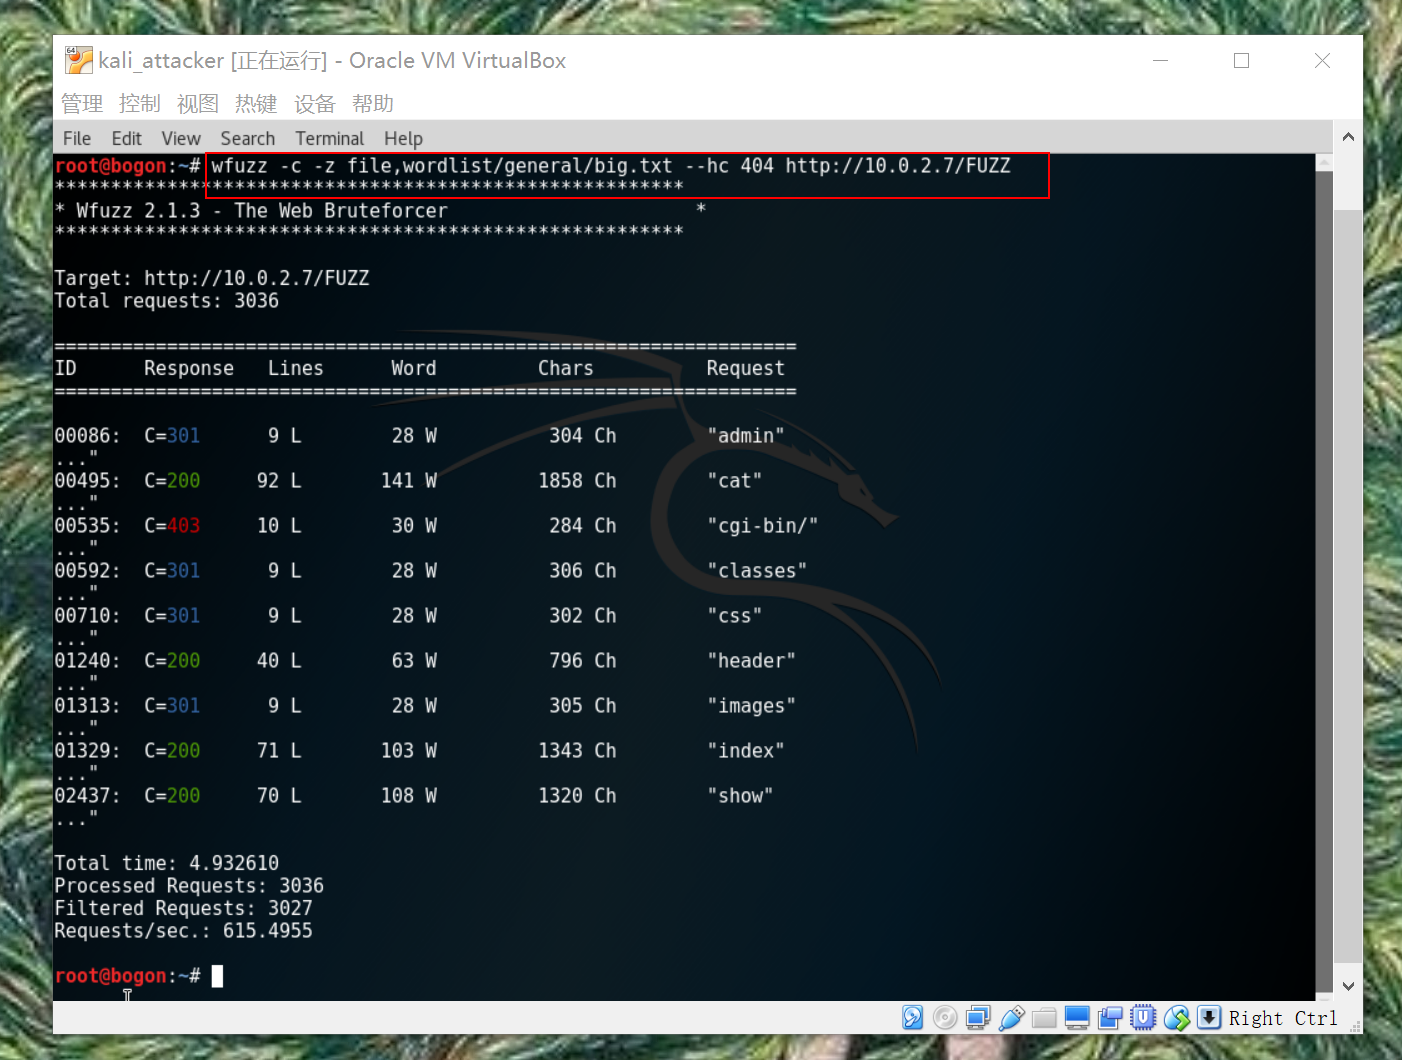 64
kali_attacker [正在运行] - Oracle VM VirtualBox
管理 控制 视图 热键 设备 帮助
File Edit View Search Terminal Help
root@bogon:~# wfuzz -c -z file,wordlist/general/big.txt --hc 404 http://10.0.2.7/FUZZ
********************************************************
* Wfuzz 2.1.3 - The Web Bruteforcer                      *
********************************************************
Target: http://10.0.2.7/FUZZ
Total requests: 3036
==================================================================
ID      Response   Lines      Word         Chars          Request
==================================================================
00086:  C=301      9 L       28 W          304 Ch        "admin"
..."
00495:  C=200     92 L      141 W         1858 Ch        "cat"
..."
00535:  C=403     10 L       30 W          284 Ch        "cgi-bin/"
..."
00592:  C=301      9 L       28 W          306 Ch        "classes"
..."
00710:  C=301      9 L       28 W          302 Ch        "css"
..."
01240:  C=200     40 L       63 W          796 Ch        "header"
..."
01313:  C=301      9 L       28 W          305 Ch        "images"
..."
01329:  C=200     71 L      103 W         1343 Ch        "index"
..."
02437:  C=200     70 L      108 W         1320 Ch        "show"
..."
Total time: 4.932610
Processed Requests: 3036
Filtered Requests: 3027
Requests/sec.: 615.4955
root@bogon:~#
Right Ctrl